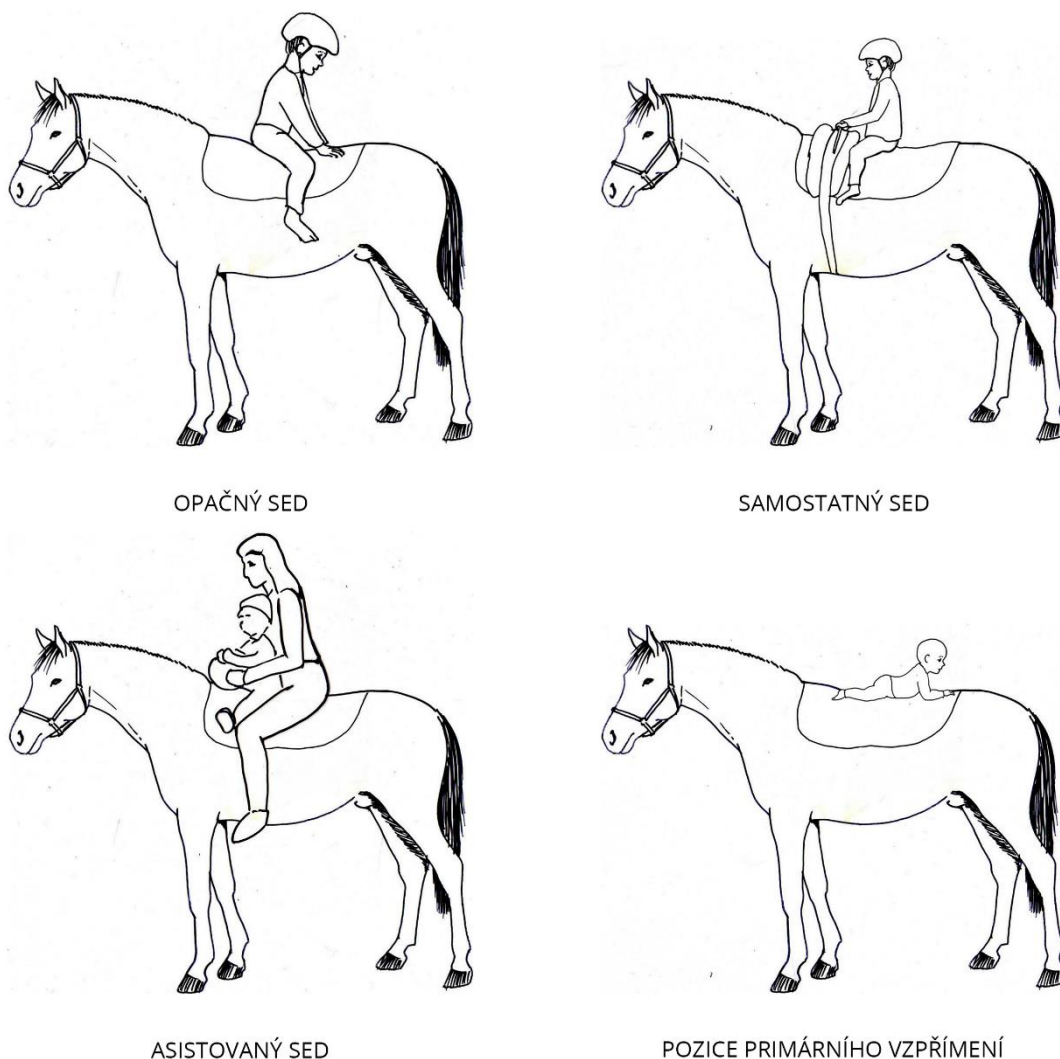 OPAČNÝ SED
SAMOSTATNÝ SED
ASISTOVANÝ SED
POZICE PRIMÁRNÍHO VZPŘÍMENÍ